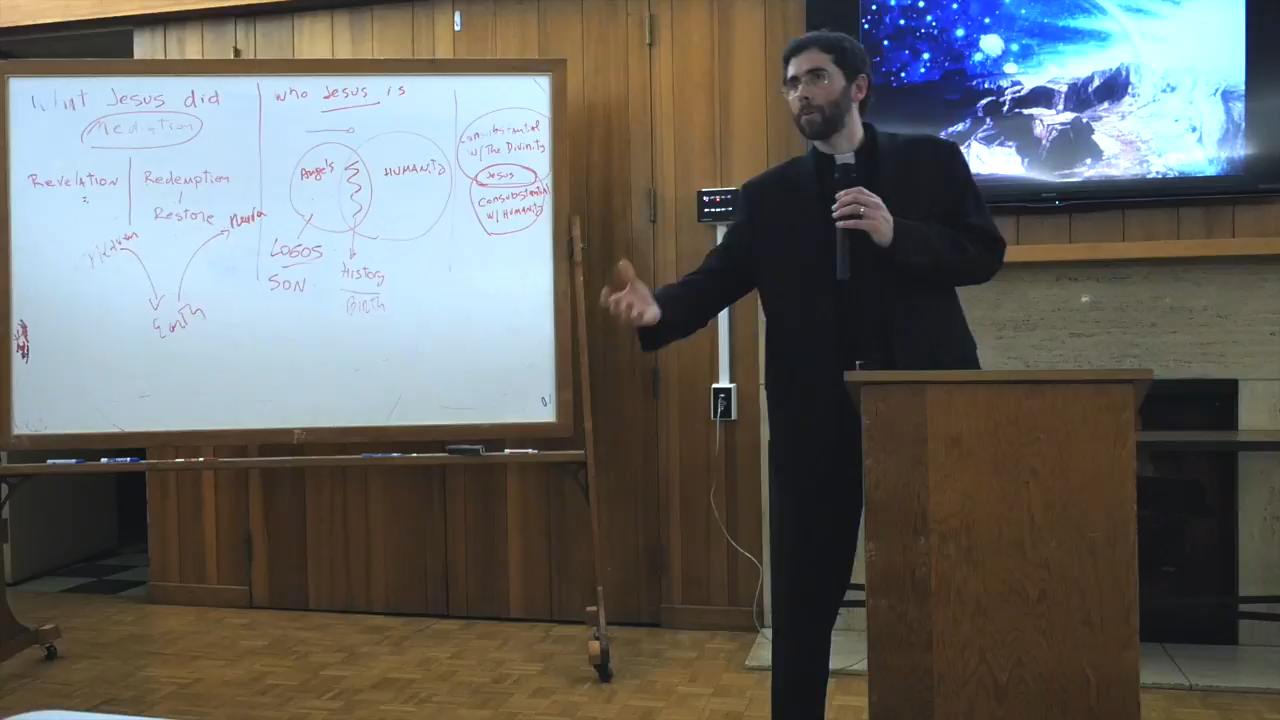 What Jesus did
Mediation
Revelation
Redemption
Restore
Heaven
Earth
who Jesus is
Angels
HUMANITY
LOGOS
SON
History
Birth
Consubstantial
w/ The Divinity
Jesus
Consubstantial
w/ HUMANITY